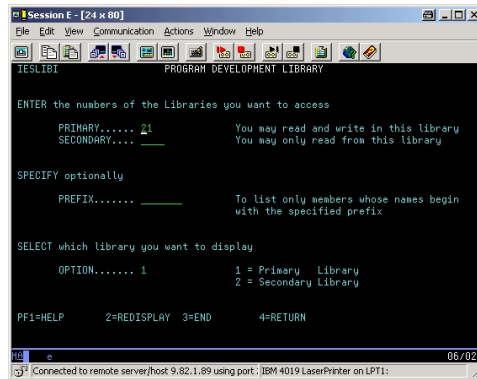 Session E - [24 x 80]
File Edit View Communication Actions Window Help
IESLIBI PROGRAM DEVELOPMENT LIBRARY
ENTER the numbers of the Libraries you want to access
PRIMARY...... 21 You may read and write in this library
SECONDARY.... ____ You may only read from this library
SPECIFY optionally
PREFIX....... _______ To list only members whose names begin
with the specified prefix
SELECT which library you want to display
OPTION....... 1 1 = Primary Library
2 = Secondary Library
PF1=HELP 2=REDISPLAY 3=END 4=RETURN
MA e 06/02
Connected to remote server/host 9.82.1.89 using port IBM 4019 LaserPrinter on LPT1: